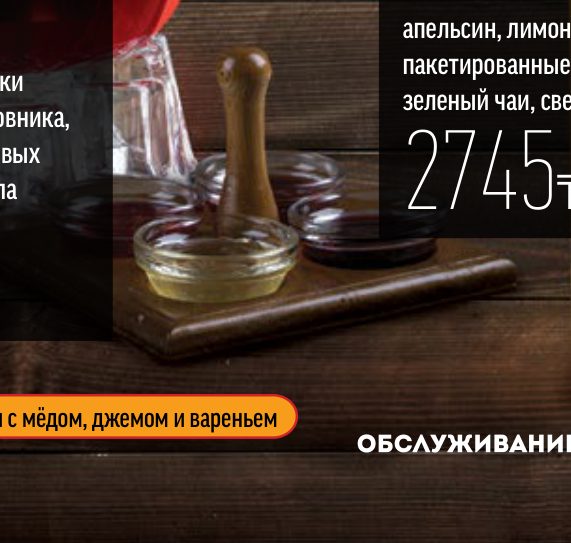 ки
овника,
вых
ла
апельсин, лимон
пакетированные
зеленый чаи, све
2745₸
с мёдом, джемом и вареньем
ОБСЛУЖИВАНИ